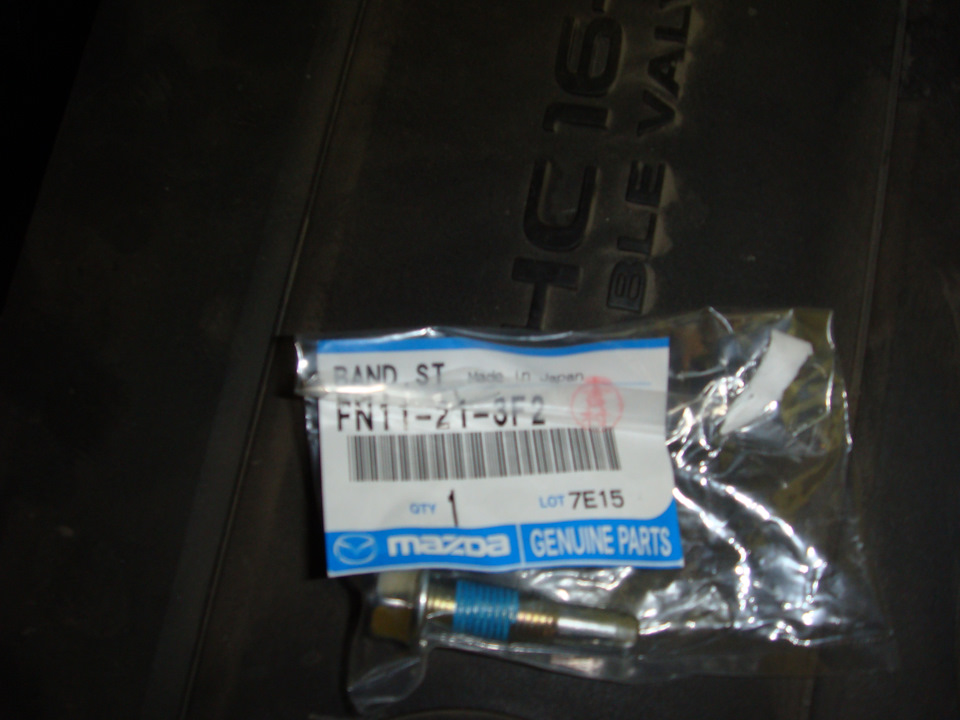 HC16-
BLE VAL
BAND, ST Made in Japan
FN11-21-3F2
QTY 1 LOT 7E15
mazda GENUINE PARTS